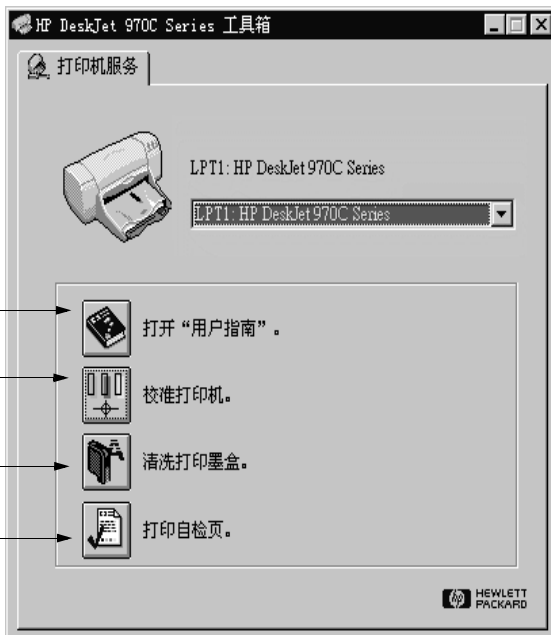 HP DeskJet 970C Series 工具箱
打印机服务
LPT1: HP DeskJet 970C Series
LPT1: HP DeskJet 970C Series
打开“用户指南”。
校准打印机。
清洗打印墨盒。
打印自检页。
HEWLETT
PACKARD